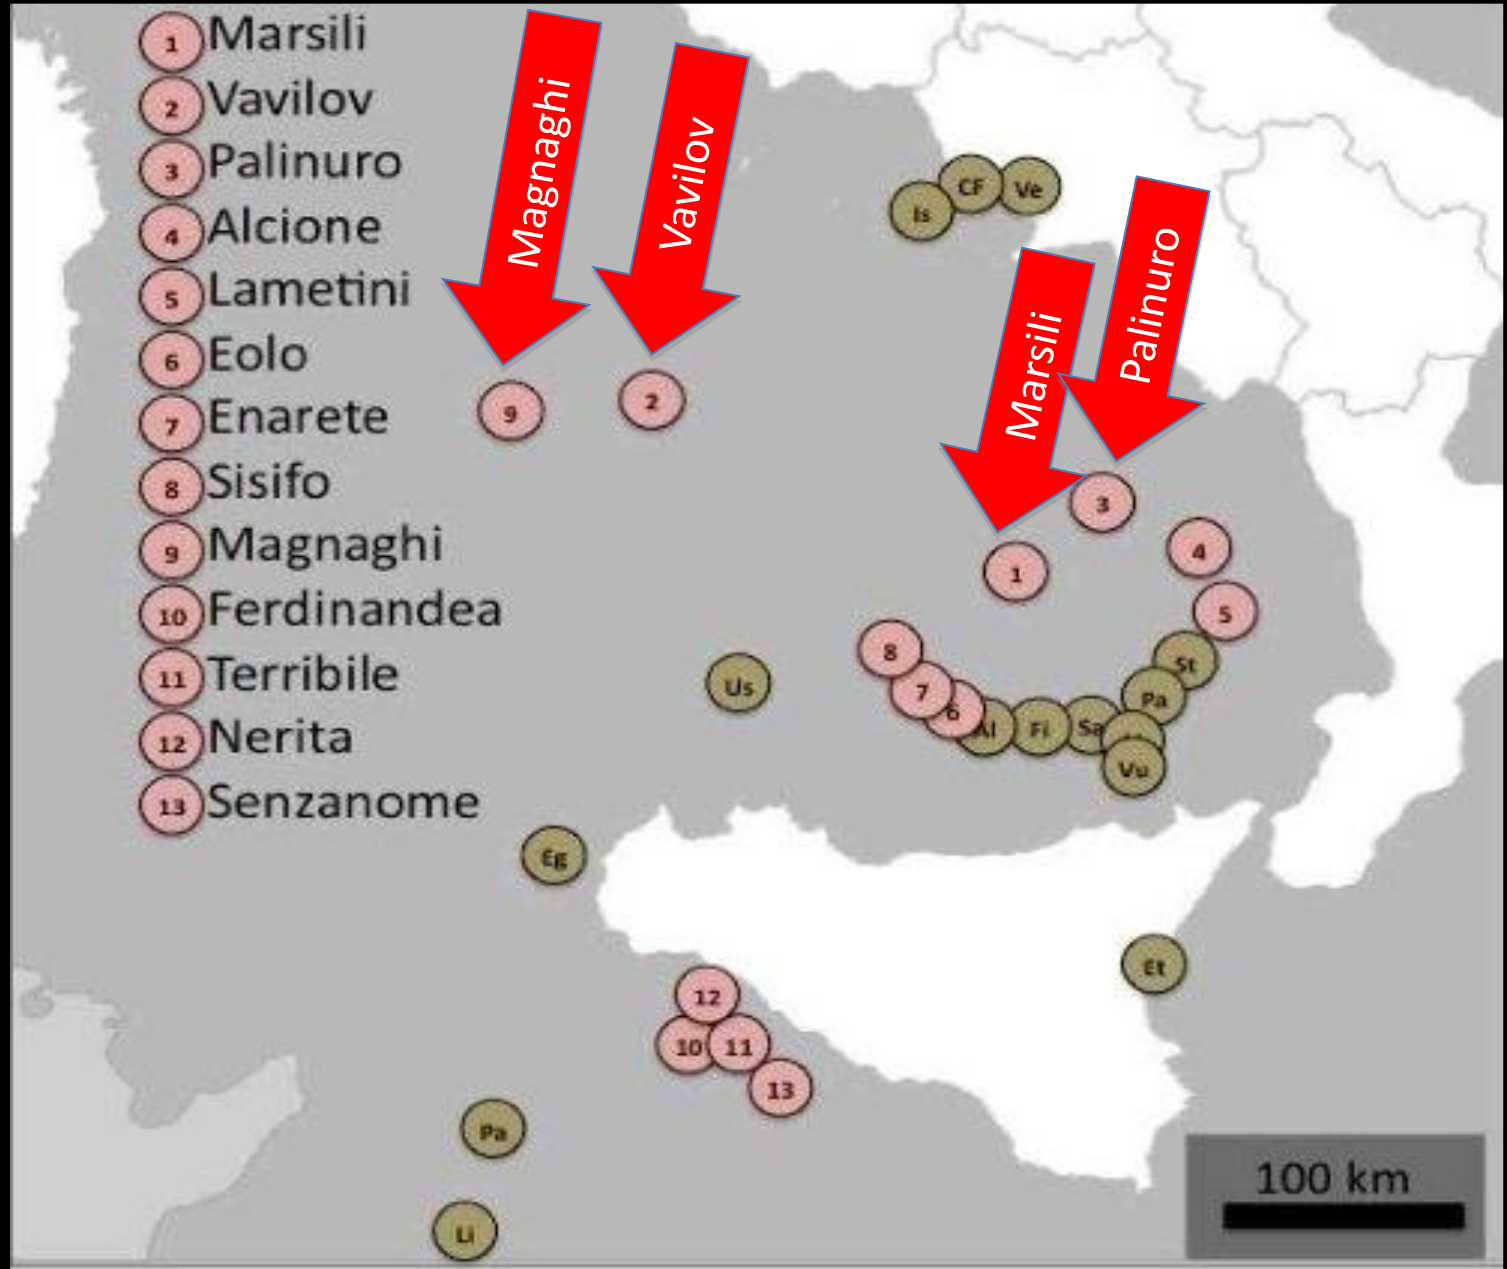 1 Marsili
2 Vavilov
3 Palinuro
4 Alcione
5 Lametini
6 Eolo
7 Enarete
8 Sisifo
9 Magnaghi
10 Ferdinandea
11 Terribile
12 Nerita
13 Senzanome
Magnaghi
Vavilov
Marsili
Palinuro
Is
CF
Ve
9
2
3
1
4
5
8
7
6
Us
St
Pa
Al
Fi
Sa
Vu
Eg
Et
12
10
11
13
Pa
Li
100 km